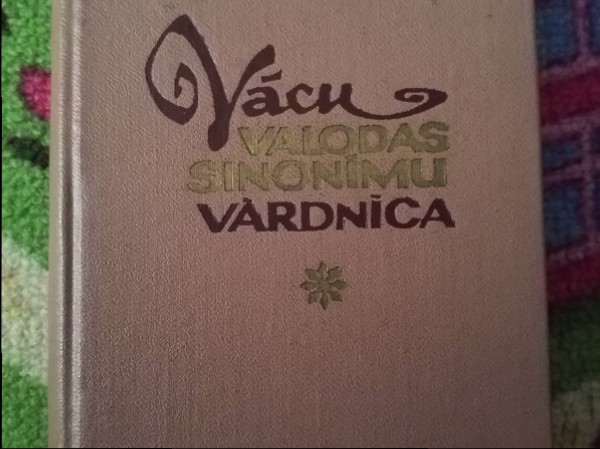 Vācu
VALODAS
SINONĪMU
VĀRDNĪCA